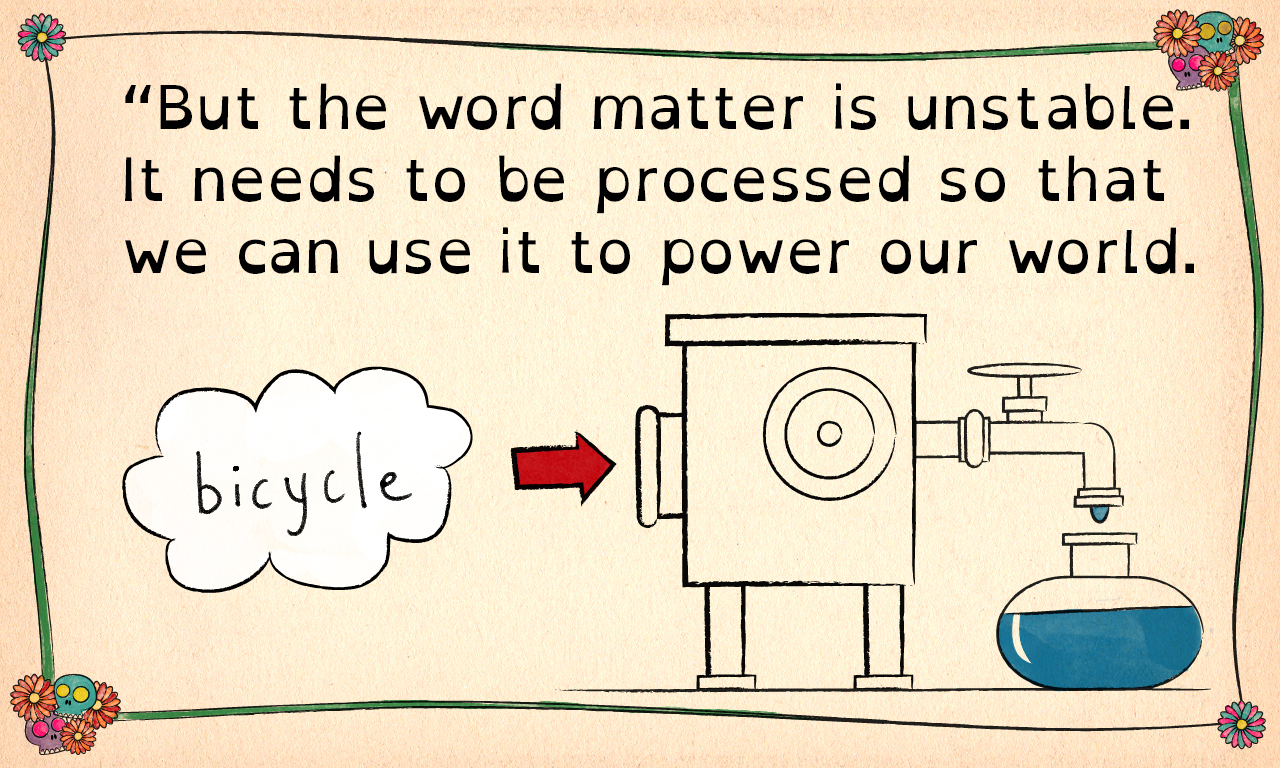 “But the word matter is unstable.
It needs to be processed so that
we can use it to power our world.
bicycle